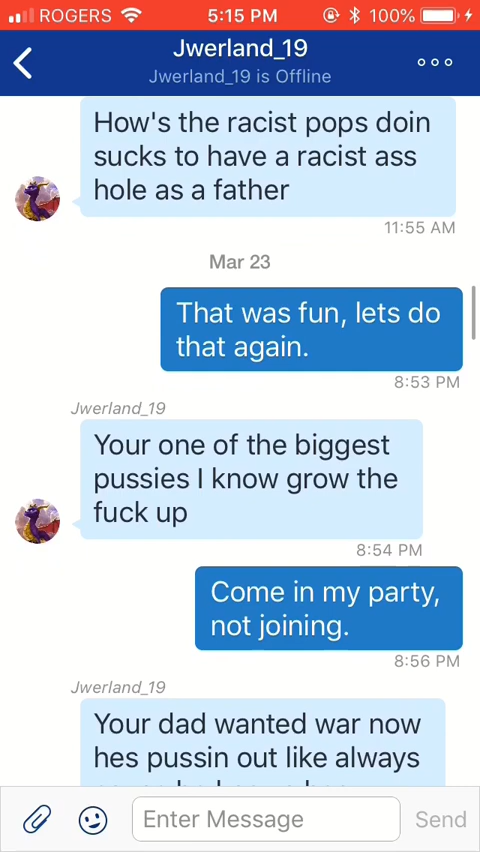 ROGERS 5:15 PM 100%
Jwerland_19
Jwerland_19 is Offline
How's the racist pops doin
sucks to have a racist ass
hole as a father
11:55 AM
Mar 23
That was fun, lets do
that again.
8:53 PM
Jwerland_19
Your one of the biggest
pussies I know grow the
fuck up
8:54 PM
Come in my party,
not joining.
8:56 PM
Jwerland_19
Your dad wanted war now
hes pussin out like always
Enter Message Send